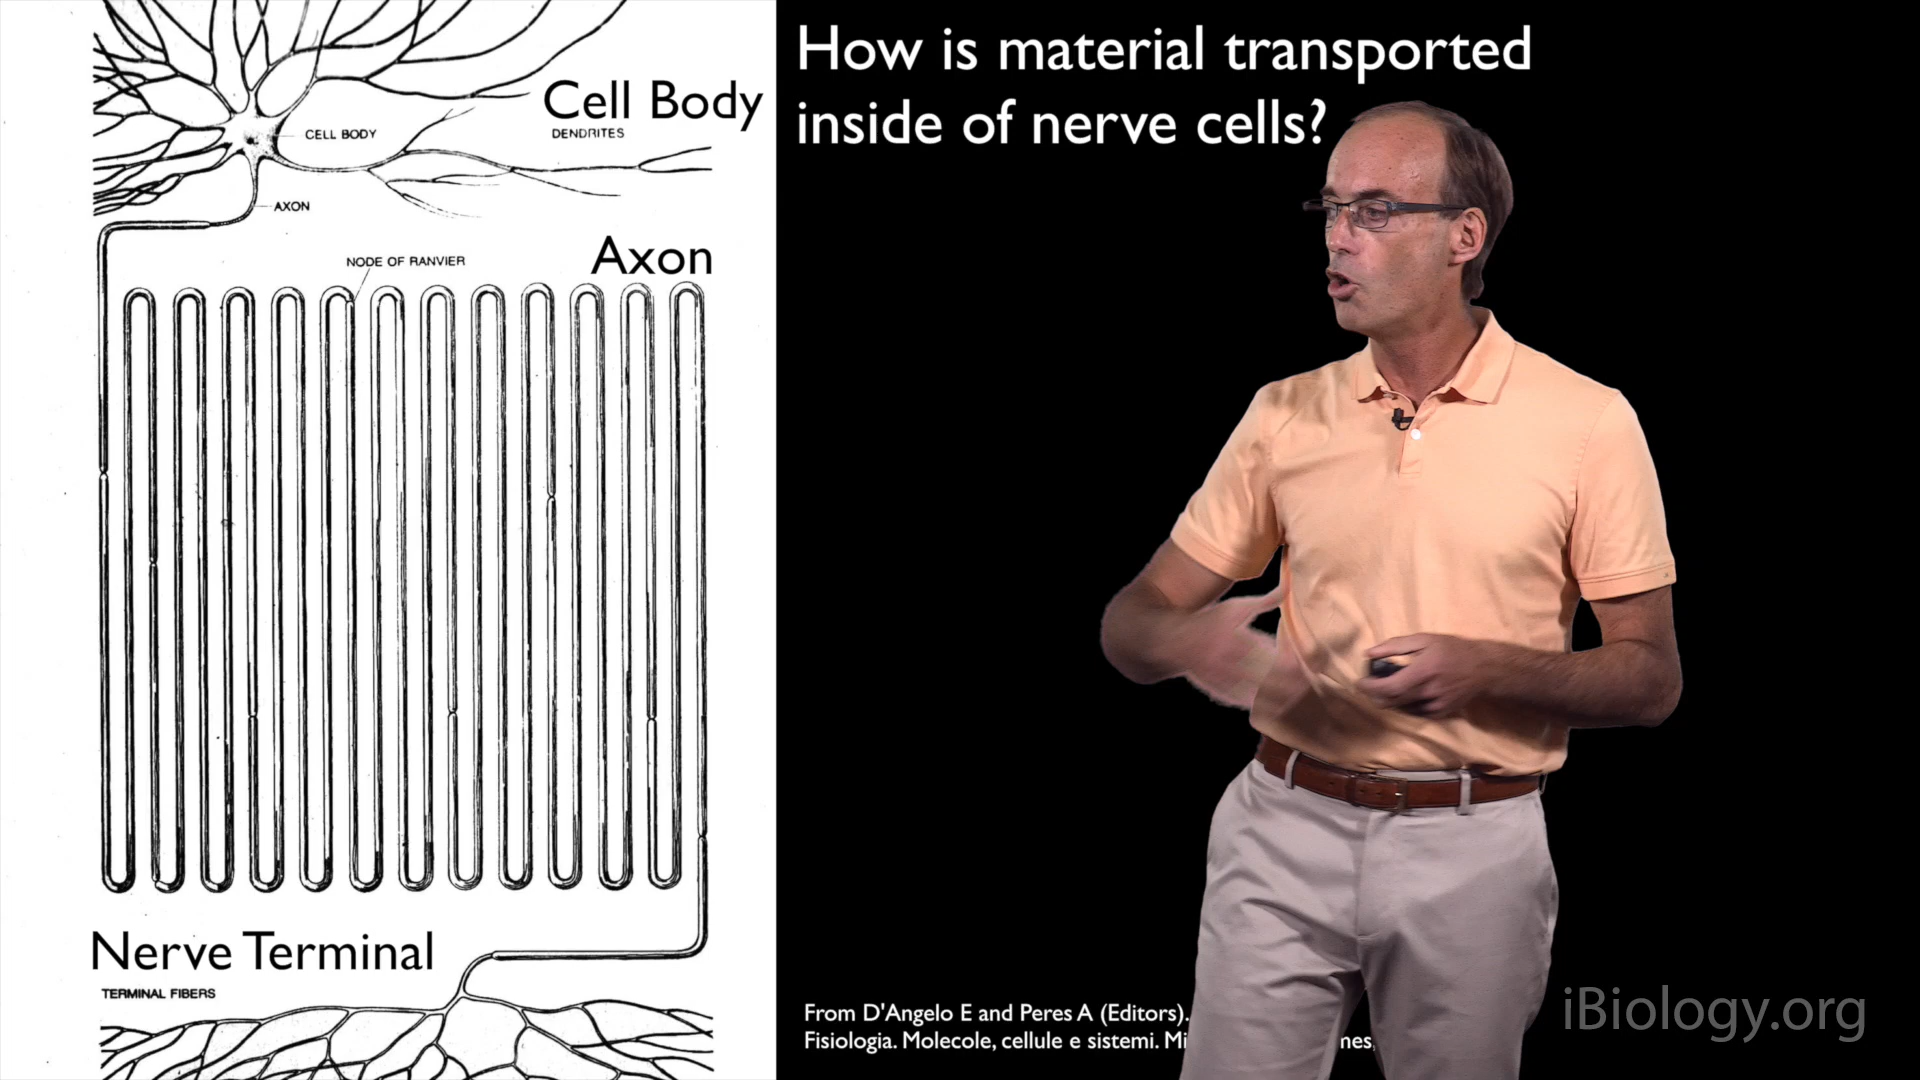 How is material transported
inside of nerve cells?
Cell Body
DENDRITES
CELL BODY
AXON
Axon
NODE OF RANVIER
Nerve Terminal
TERMINAL FIBERS
From D'Angelo E and Peres A (Editors).
Fisiologia. Molecole, cellule e sistemi.
iBiology.org